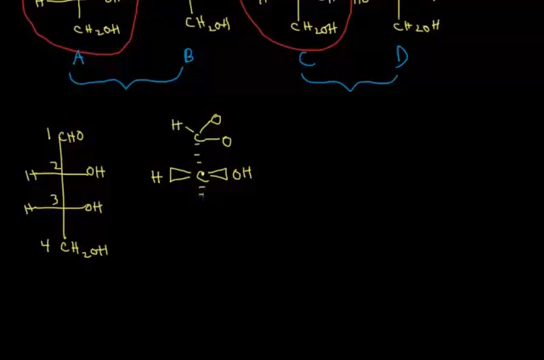 CH2OH CH2OH CH2OH CH2OH
A B C D
1 CHO
2
H OH
3
H OH
4 CH2OH
H O
C O
H C OH